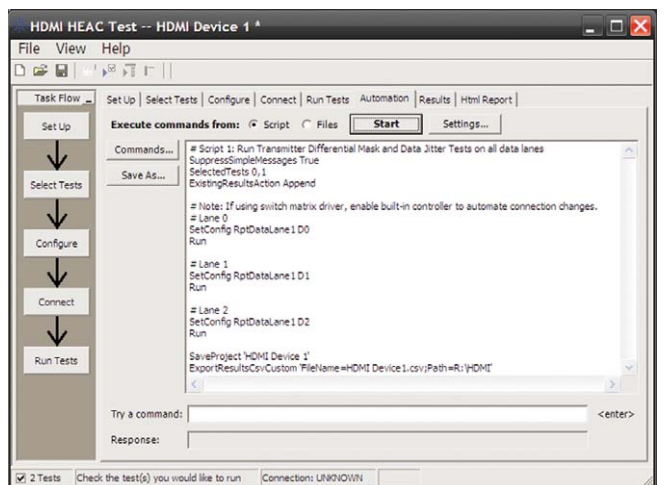 HDMI HEAC Test -- HDMI Device 1 *
File View Help
Task Flow
Set Up
Select Tests
Configure
Connect
Run Tests
Set Up Select Tests Configure Connect Run Tests Automation Results Html Report
Execute commands from: Script Files Start Settings...
Commands...
Save As...
# Script 1: Run Transmitter Differential Mask and Data Jitter Tests on all data lanes
SuppressSimpleMessages True
SelectedTests 0,1
ExistingResultsAction Append
# Note: If using switch matrix driver, enable built-in controller to automate connection changes.
# Lane 0
SetConfig RptDataLane1 D0
Run
# Lane 1
SetConfig RptDataLane1 D1
Run
# Lane 2
SetConfig RptDataLane1 D2
Run
SaveProject 'HDMI Device 1'
ExportResultsCsvCustom 'FileName=HDMI Device1.csv;Path=R:\HDMI'
Try a command: <enter>
Response:
2 Tests Check the test(s) you would like to run Connection: UNKNOWN